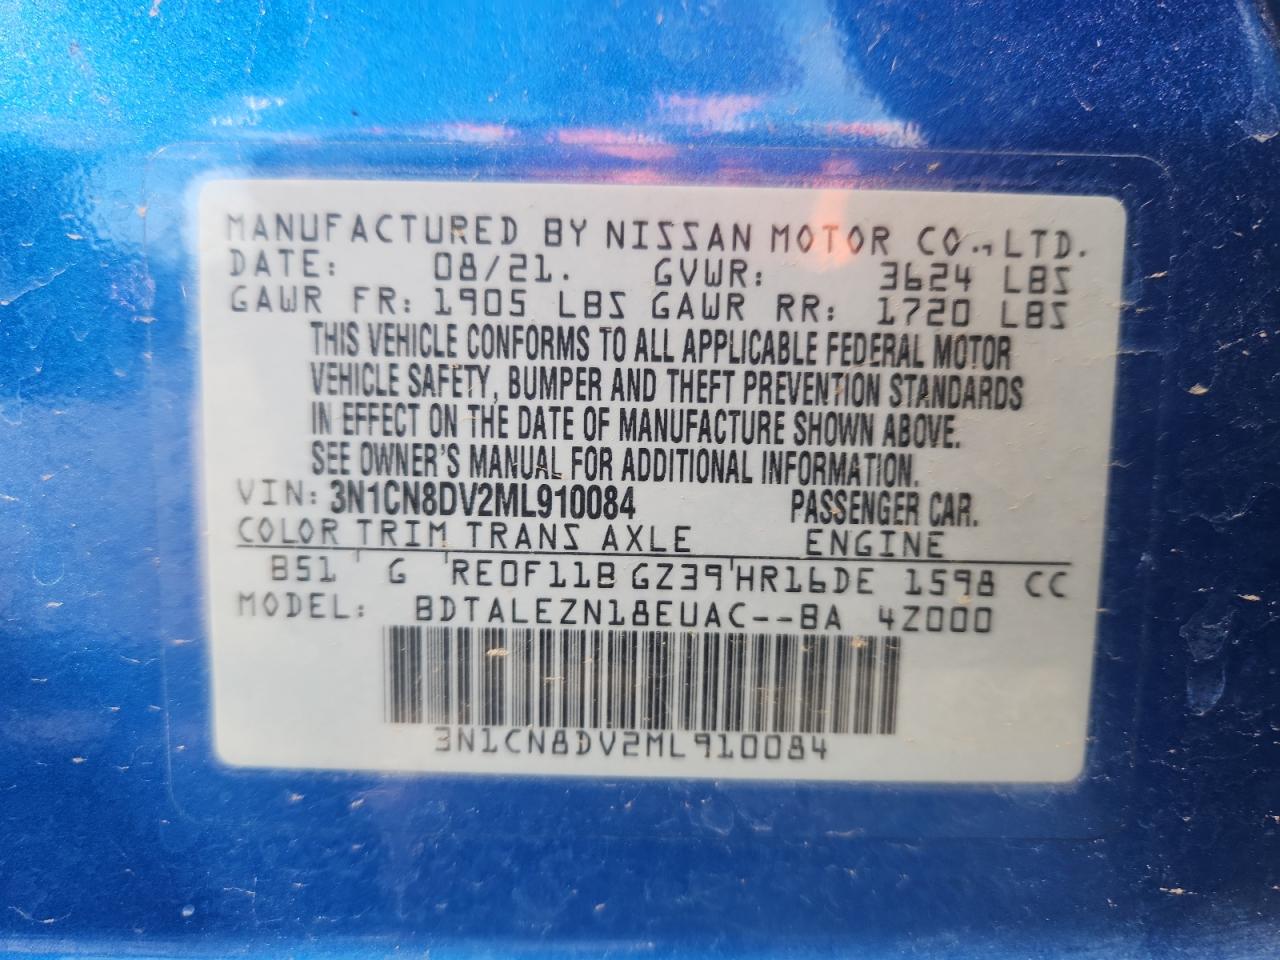 MANUFACTURED BY NISSAN MOTOR CO., LTD.
DATE: 08/21. GVWR: 3624 LBS
GAWR FR: 1905 LBS GAWR RR: 1720 LBS
THIS VEHICLE CONFORMS TO ALL APPLICABLE FEDERAL MOTOR
VEHICLE SAFETY, BUMPER AND THEFT PREVENTION STANDARDS
IN EFFECT ON THE DATE OF MANUFACTURE SHOWN ABOVE.
SEE OWNER'S MANUAL FOR ADDITIONAL INFORMATION.
VIN: 3N1CN8DV2ML910084 PASSENGER CAR.
COLOR TRIM TRANS AXLE ENGINE
B51 ' G ' RE0F11B GZ39 ' HR16DE 1598 CC
MODEL: BDTALEZN18EUAC--BA 4Z000
3N1CN8DV2ML910084